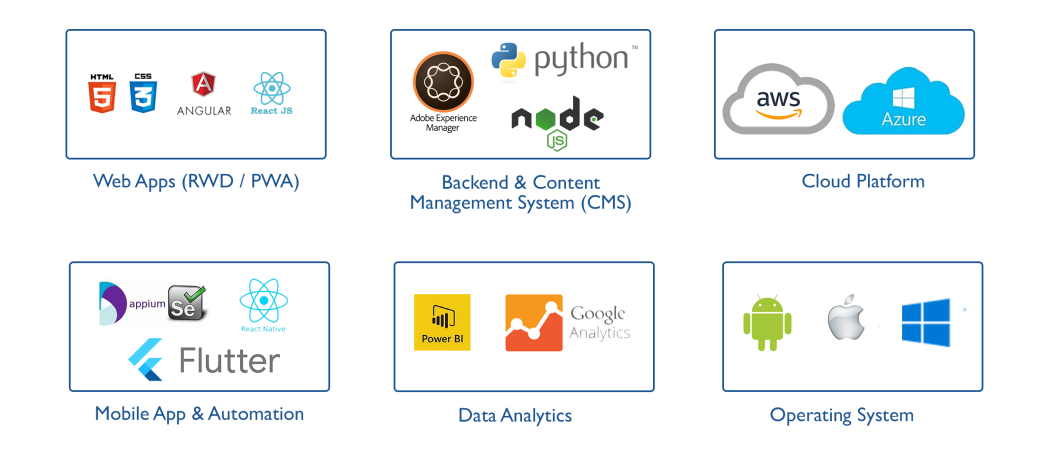 HTML
5
CSS
3
A
ANGULAR
React JS
Web Apps (RWD / PWA)
Adobe Experience
Manager
python™
node
JS
Backend & Content
Management System (CMS)
aws
Azure
Cloud Platform
appium
Se
React Native
Flutter
Mobile App & Automation
Power BI
Google
Analytics
Data Analytics
Operating System